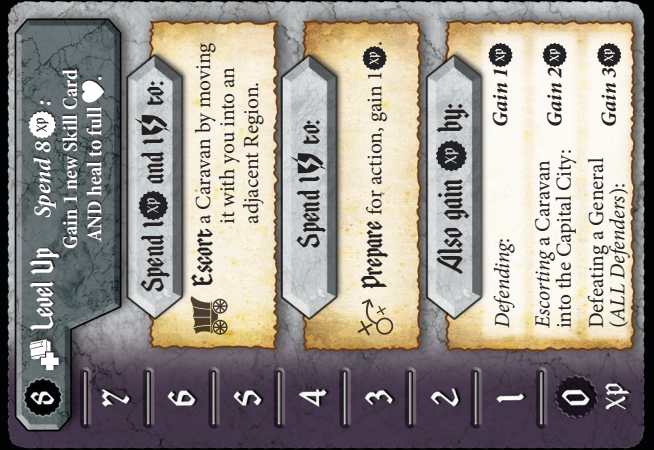 Level Up Spend 8 XP:
Gain 1 new Skill Card
AND heal to full.
Spend 1 XP and 1 to:
Escort a Caravan by moving
it with you into an
adjacent Region.
Spend 1 to:
Prepare for action, gain 1 XP.
Also gain XP by:
Defending: Gain 1 XP
Escorting a Caravan
into the Capital City: Gain 2 XP
Defeating a General
(ALL Defenders): Gain 3 XP
8
7
6
5
4
3
2
1
0
XP